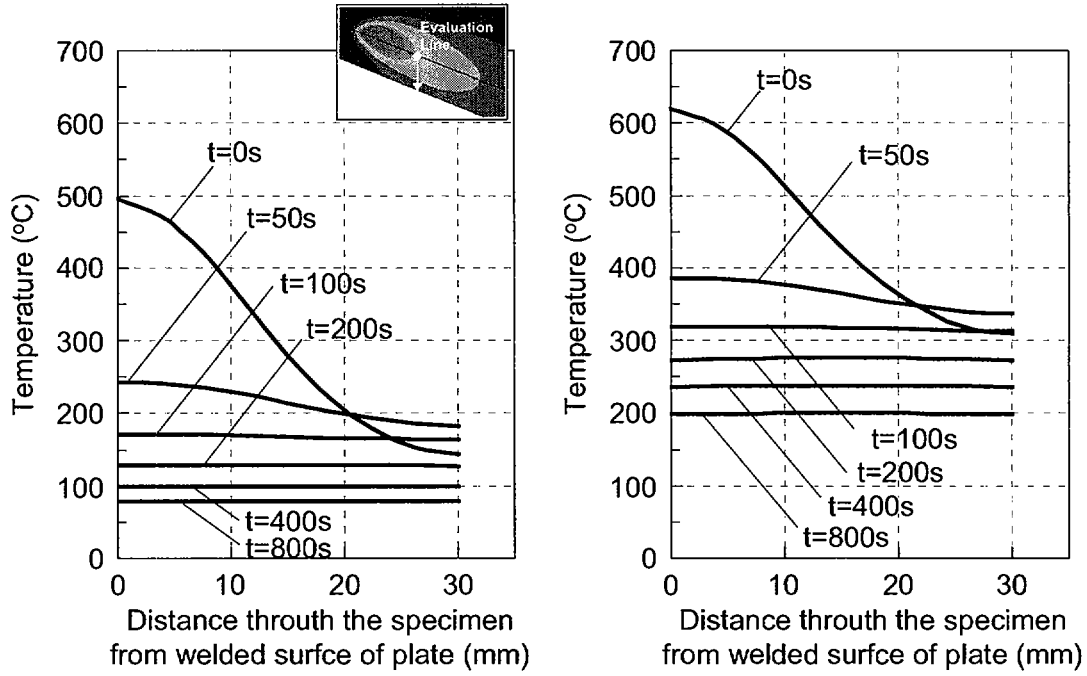 Evaluation
Line
700
600
500
400
300
200
100
0
Temperature (°C)
t=0s
t=50s
t=100s
t=200s
t=400s
t=800s
0
10
20
30
Distance throuth the specimen
from welded surfce of plate (mm)
700
600
500
400
300
200
100
0
Temperature (°C)
t=0s
t=50s
t=100s
t=200s
t=400s
t=800s
0
10
20
30
Distance throuth the specimen
from welded surfce of plate (mm)